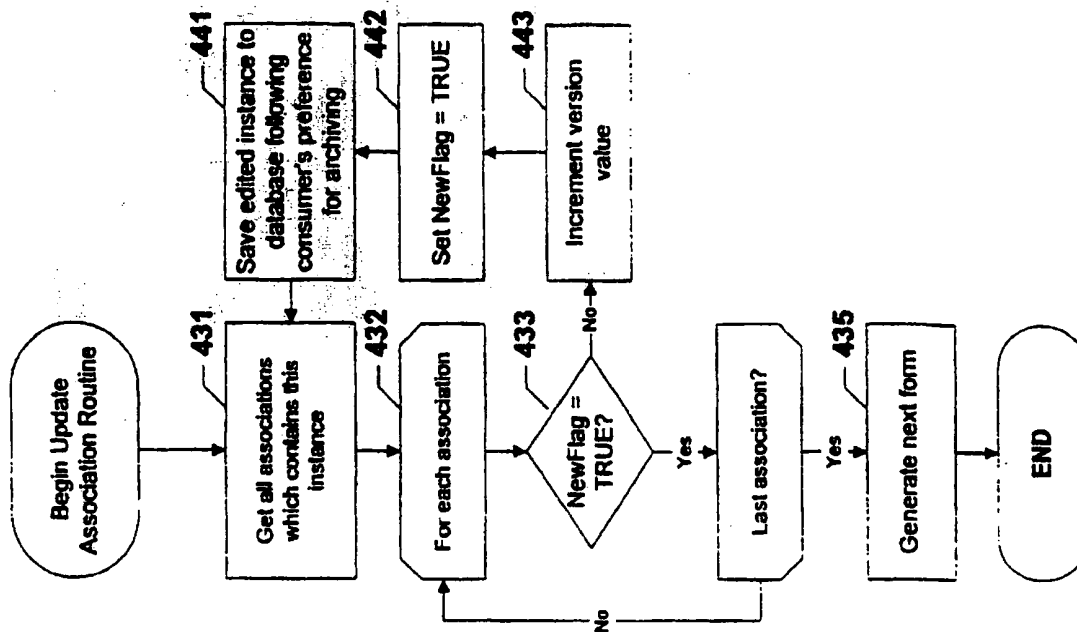 Begin Update
Association Routine
431
Get all associations
which contains this
instance
432
For each association
433
NewFlag =
TRUE?
No
Yes
Last association?
No
Yes
435
Generate next form
END
441
Save edited instance to
database following
consumer's preference
for archiving
442
Set NewFlag = TRUE
443
Increment version
value